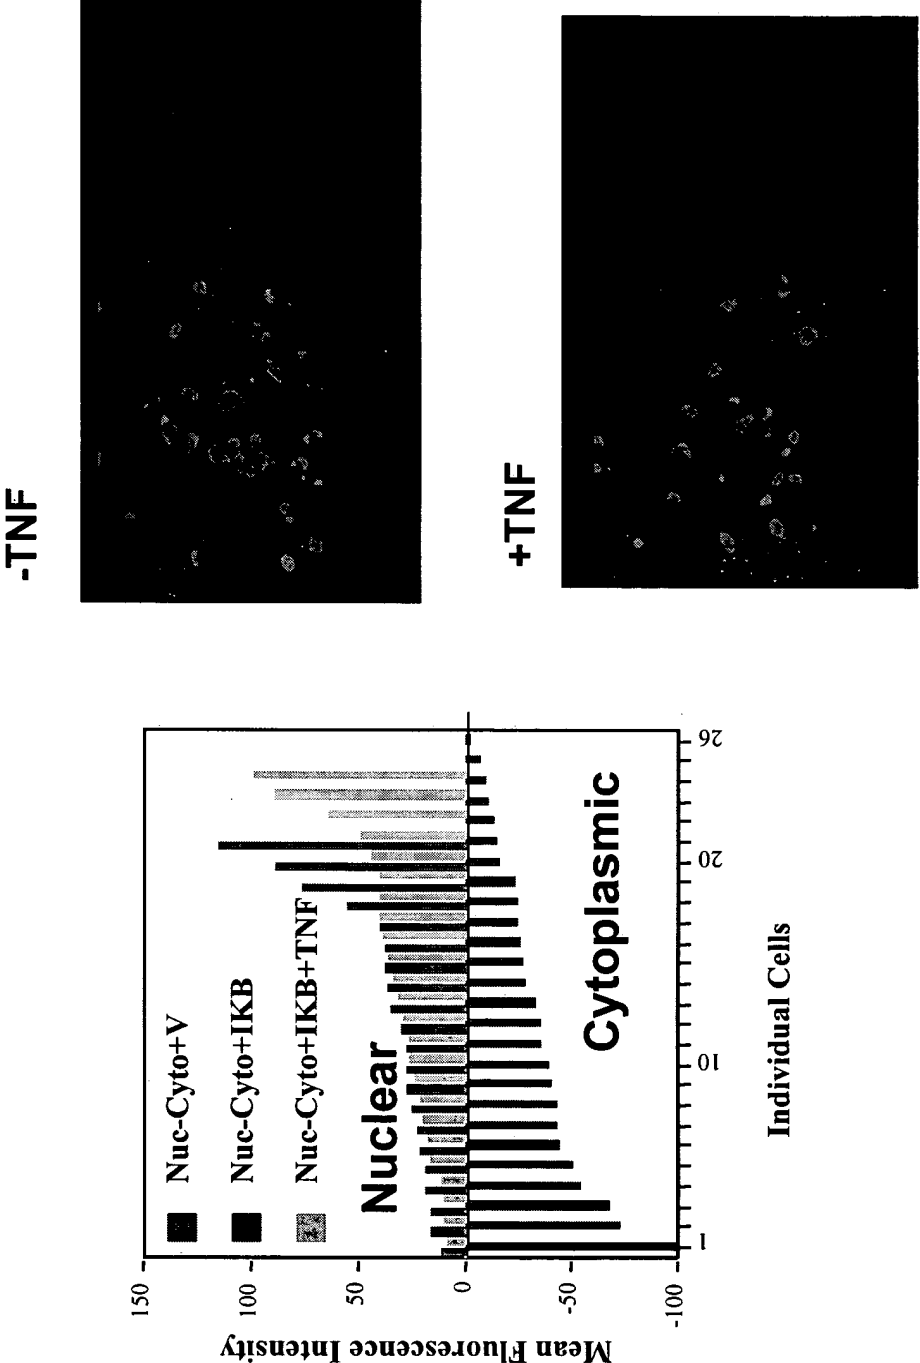 -TNF
+TNF
150
100
50
0
-50
-100
Mean Fluorescence Intensity
Nuc-Cyto+V
Nuc-Cyto+IKB
Nuc-Cyto+IKB+TNF
Nuclear
Cytoplasmic
1
10
20
26
Individual Cells